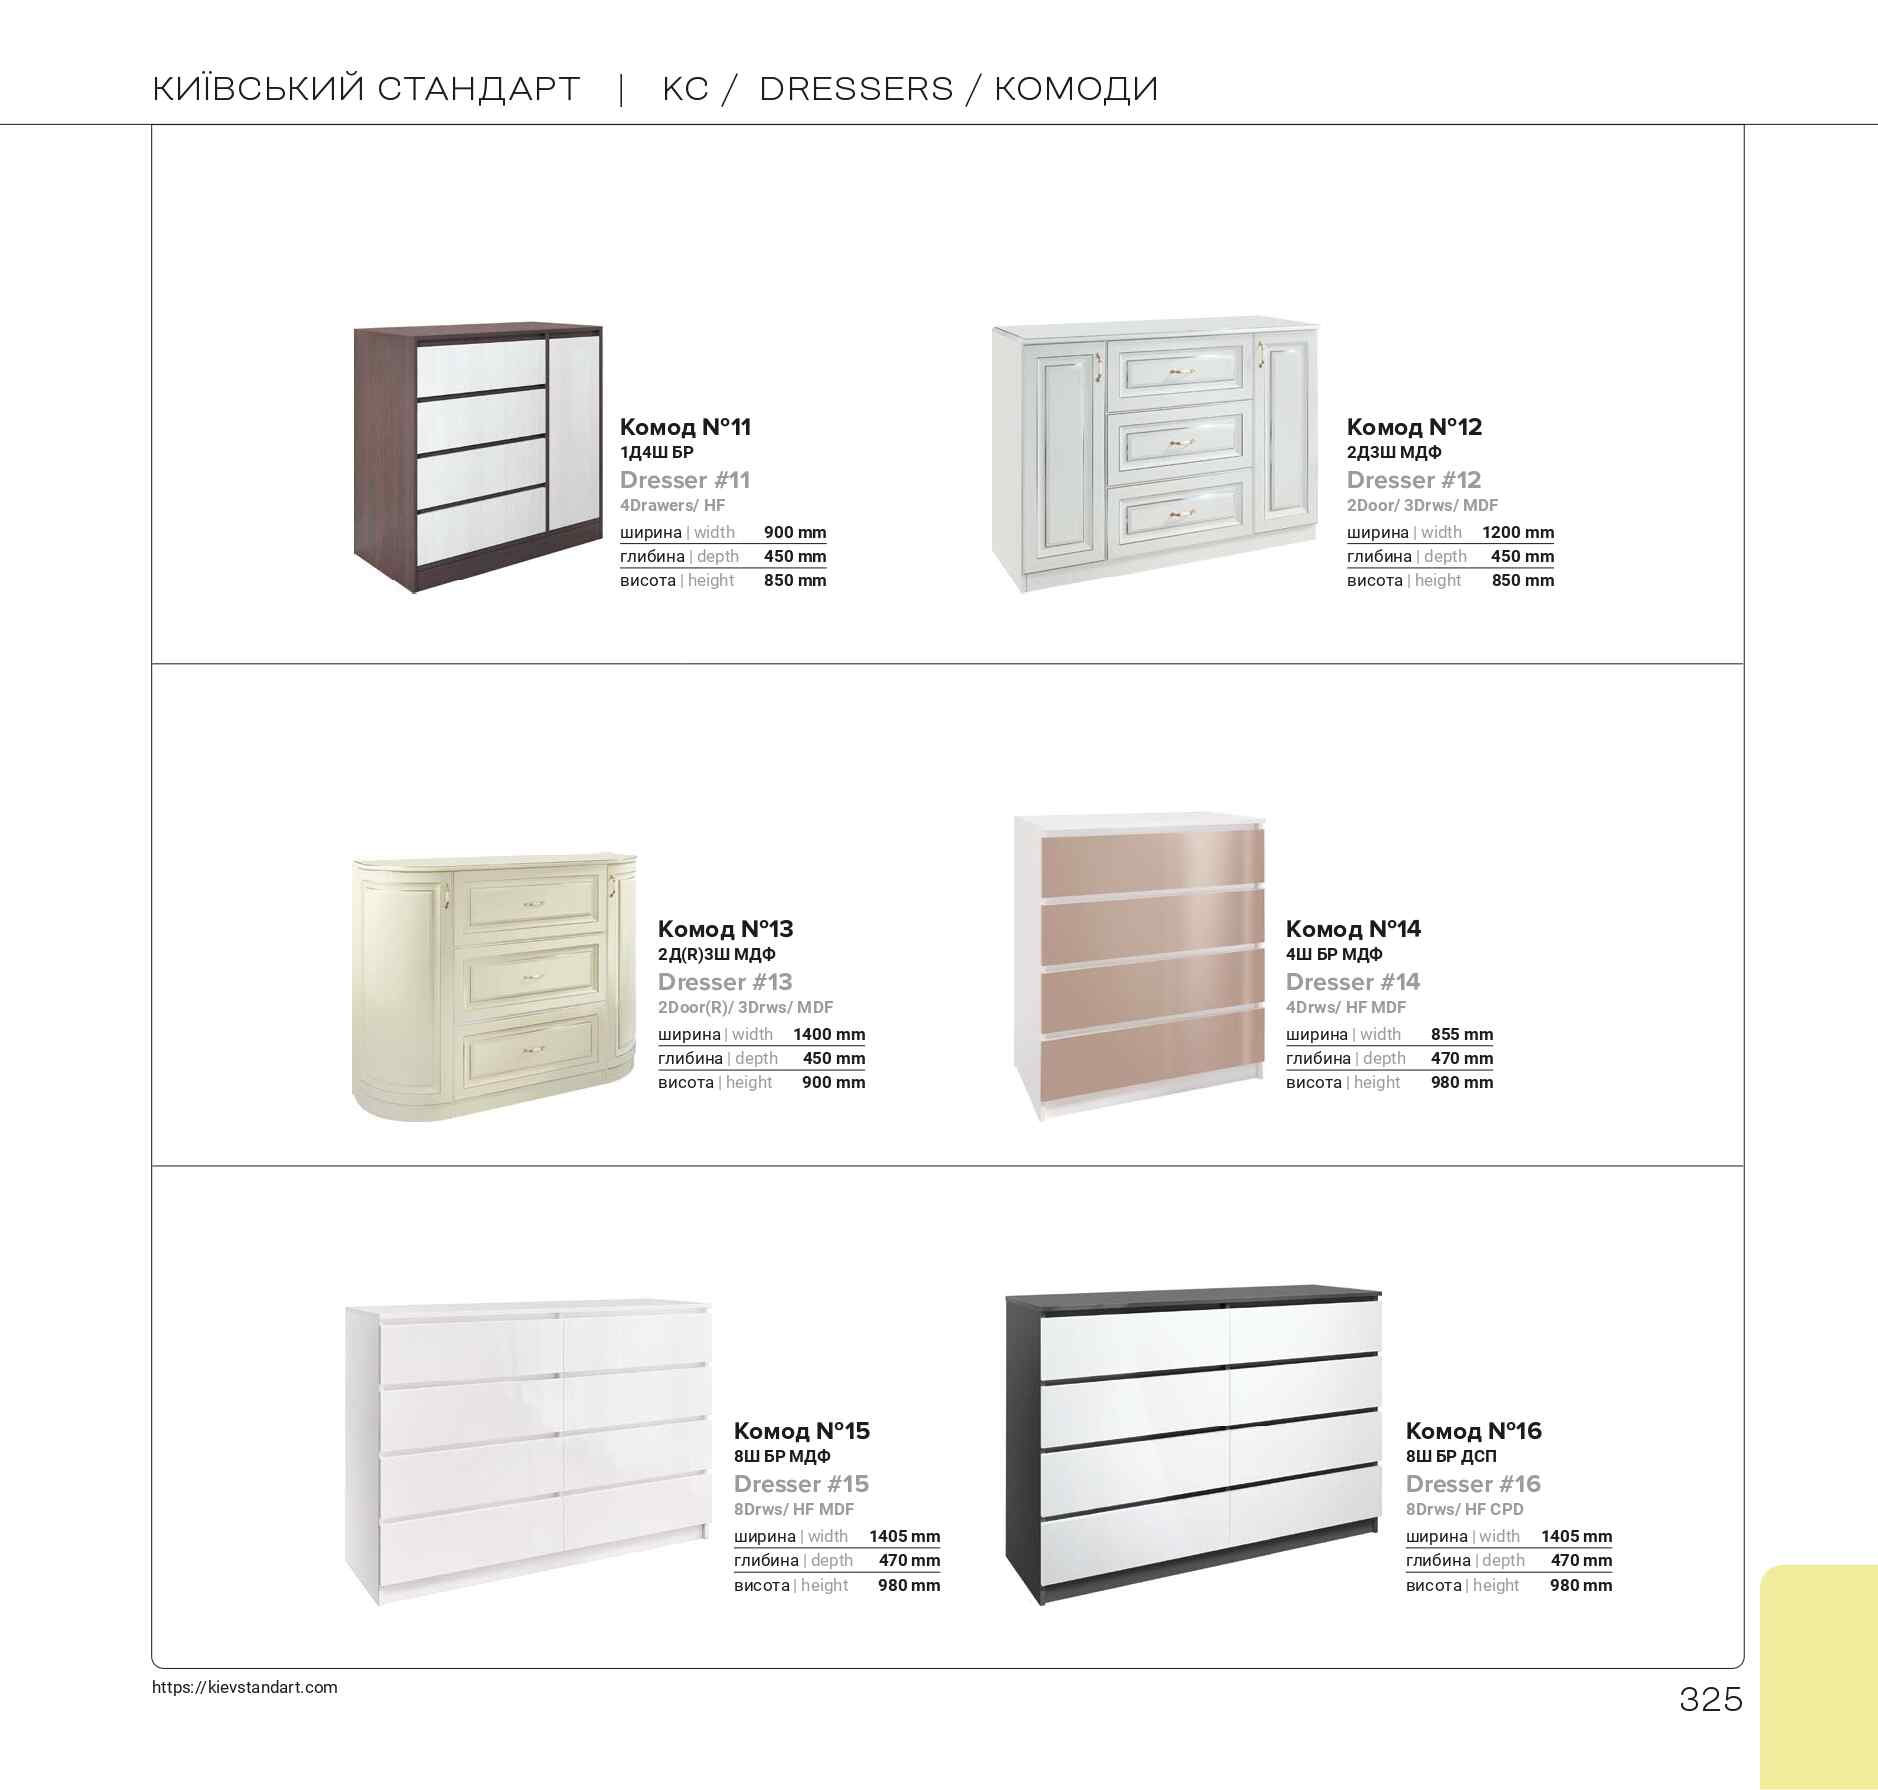 КИЇВСЬКИЙ СТАНДАРТ | КС / DRESSERS / КОМОДИ
Комод №11
1Д4Ш БР
Dresser #11
4Drawers/ HF
ширина | width 900 mm
глибина | depth 450 mm
висота | height 850 mm
Комод №12
2Д3Ш МДФ
Dresser #12
2Door/ 3Drws/ MDF
ширина | width 1200 mm
глибина | depth 450 mm
висота | height 850 mm
Комод №13
2Д(R)3Ш МДФ
Dresser #13
2Door(R)/ 3Drws/ MDF
ширина | width 1400 mm
глибина | depth 450 mm
висота | height 900 mm
Комод №14
4Ш БР МДФ
Dresser #14
4Drws/ HF MDF
ширина | width 855 mm
глибина | depth 470 mm
висота | height 980 mm
Комод №15
8Ш БР МДФ
Dresser #15
8Drws/ HF MDF
ширина | width 1405 mm
глибина | depth 470 mm
висота | height 980 mm
Комод №16
8Ш БР ДСП
Dresser #16
8Drws/ HF CPD
ширина | width 1405 mm
глибина | depth 470 mm
висота | height 980 mm
https://kievstandart.com
325